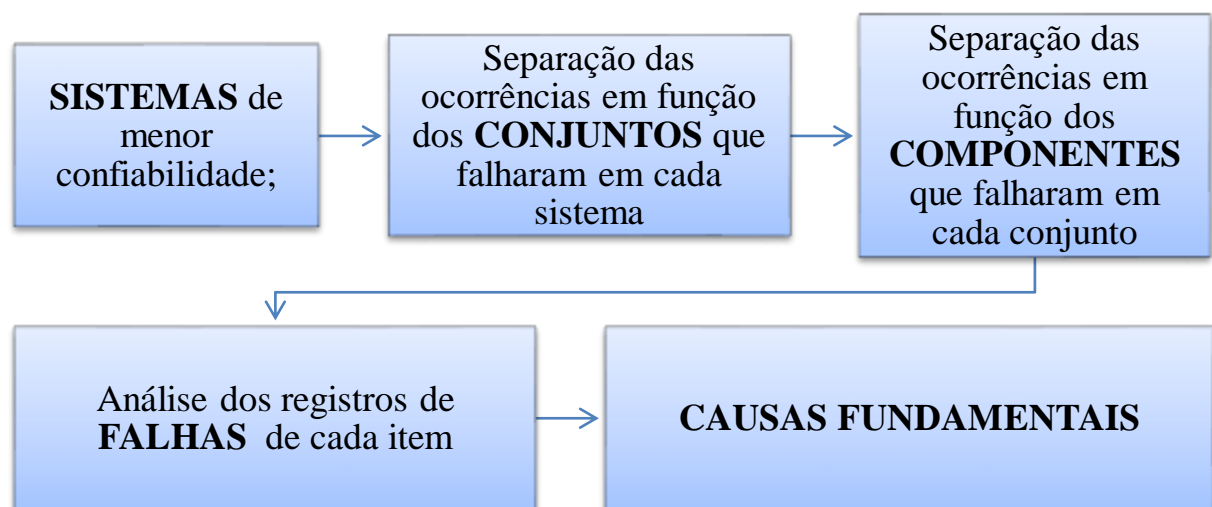 SISTEMAS de
menor
confiabilidade;
Separação das
ocorrências em função
dos CONJUNTOS que
falharam em cada
sistema
Separação das
ocorrências em
função dos
COMPONENTES
que falharam em
cada conjunto
Análise dos registros de
FALHAS de cada item
CAUSAS FUNDAMENTAIS